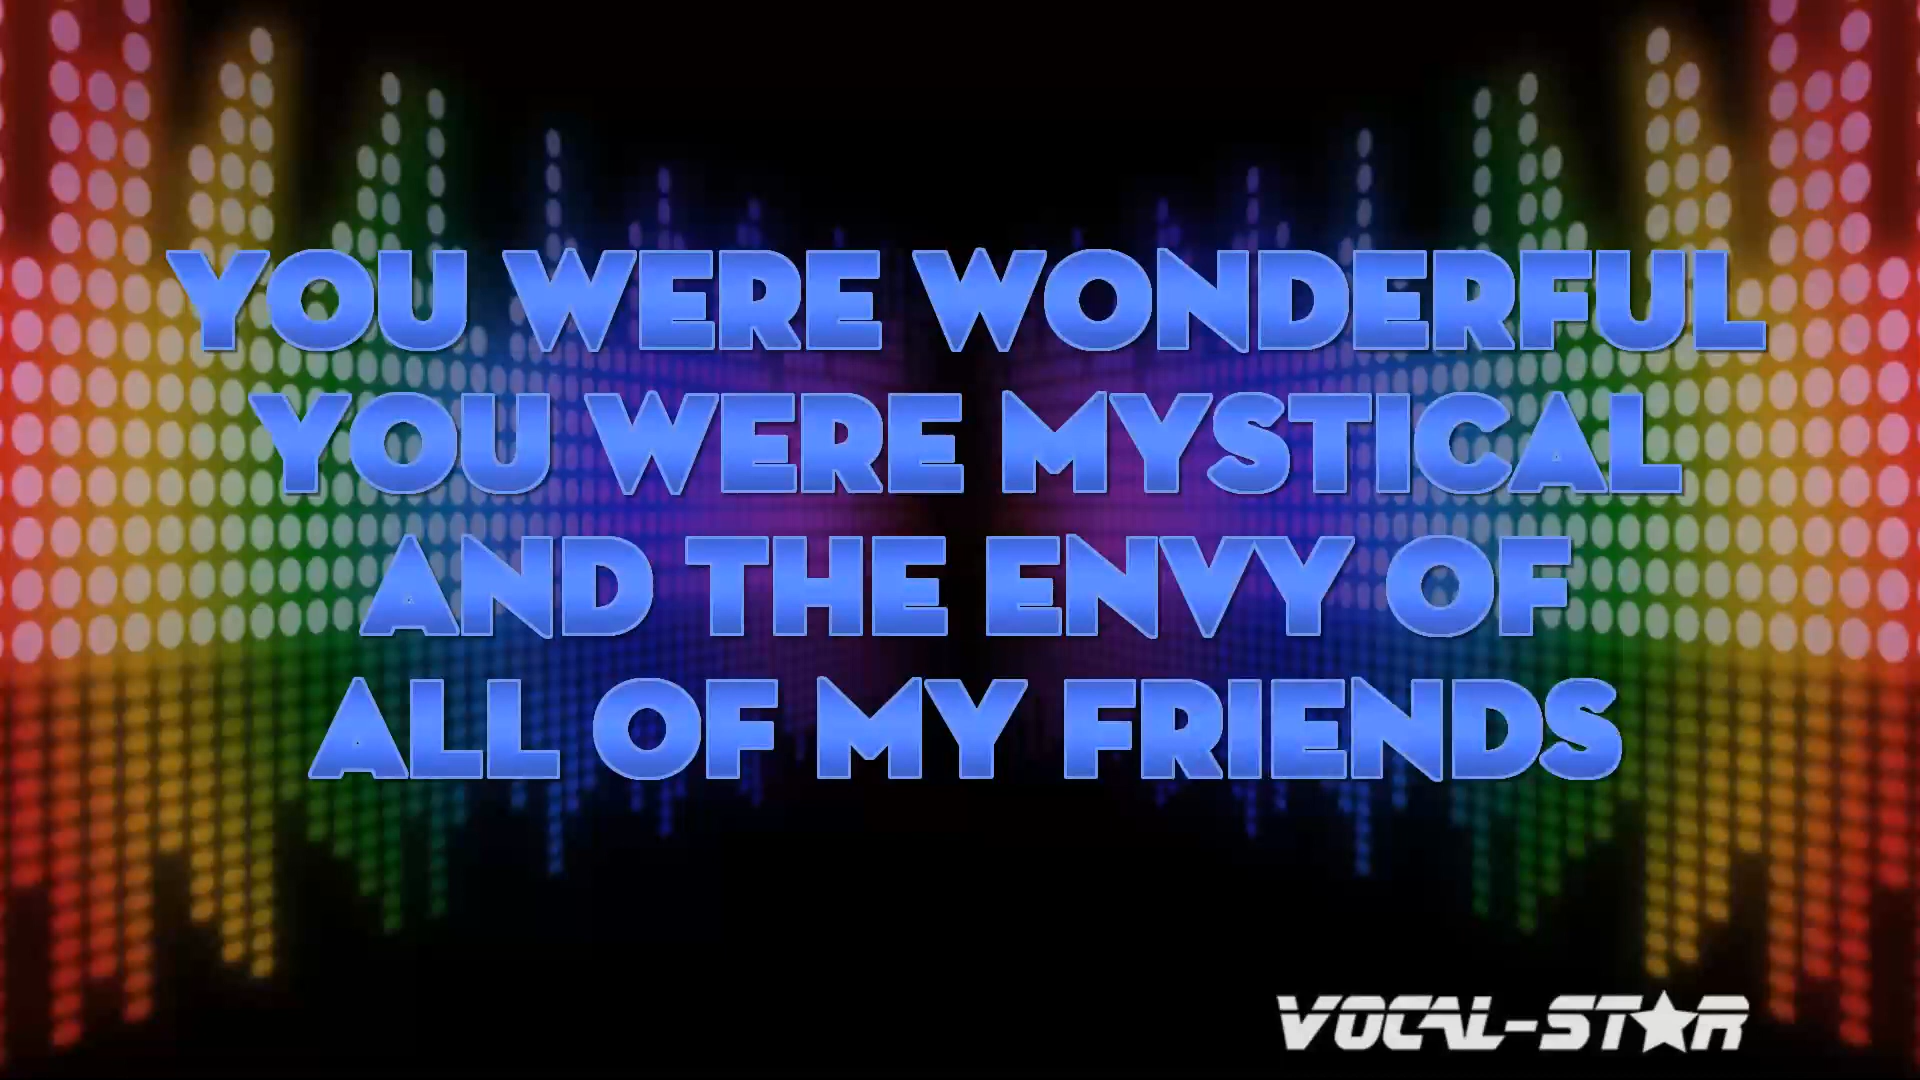 YOU WERE WONDERFUL
YOU WERE MYSTICAL
AND THE ENVY OF
ALL OF MY FRIENDS
VOCAL-STAR